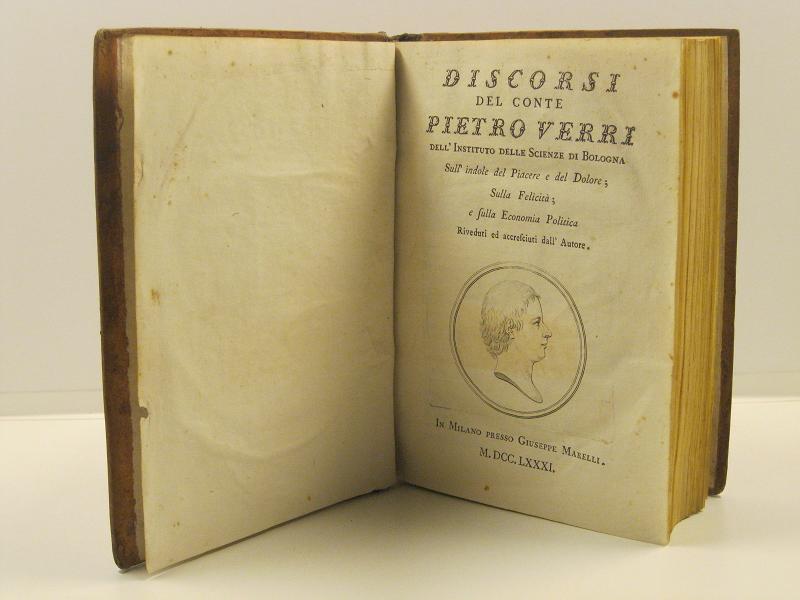 DISCORSI
DEL CONTE
PIETRO VERRI
DELL' INSTITUTO DELLE SCIENZE DI BOLOGNA
Sull' indole del Piacere e del Dolore;
Sulla Felicità;
e ſulla Economia Politica
Riveduti ed accreſciuti dall' Autore.
IN MILANO PRESSO GIUSEPPE MARELLI.
M. DCC. LXXXI.